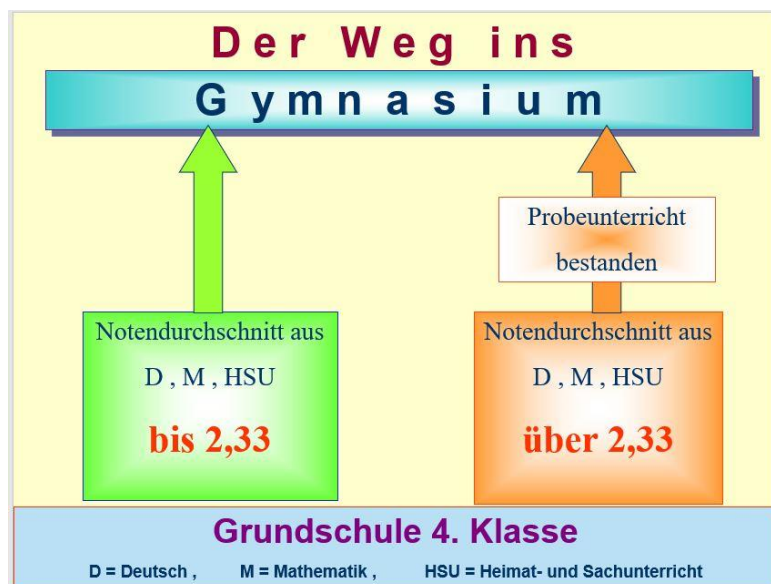 Der Weg ins
Gymnasium
Probeunterricht
bestanden
Notendurchschnitt aus
D , M , HSU
bis 2,33
Notendurchschnitt aus
D , M , HSU
über 2,33
Grundschule 4. Klasse
D = Deutsch , M = Mathematik , HSU = Heimat- und Sachunterricht